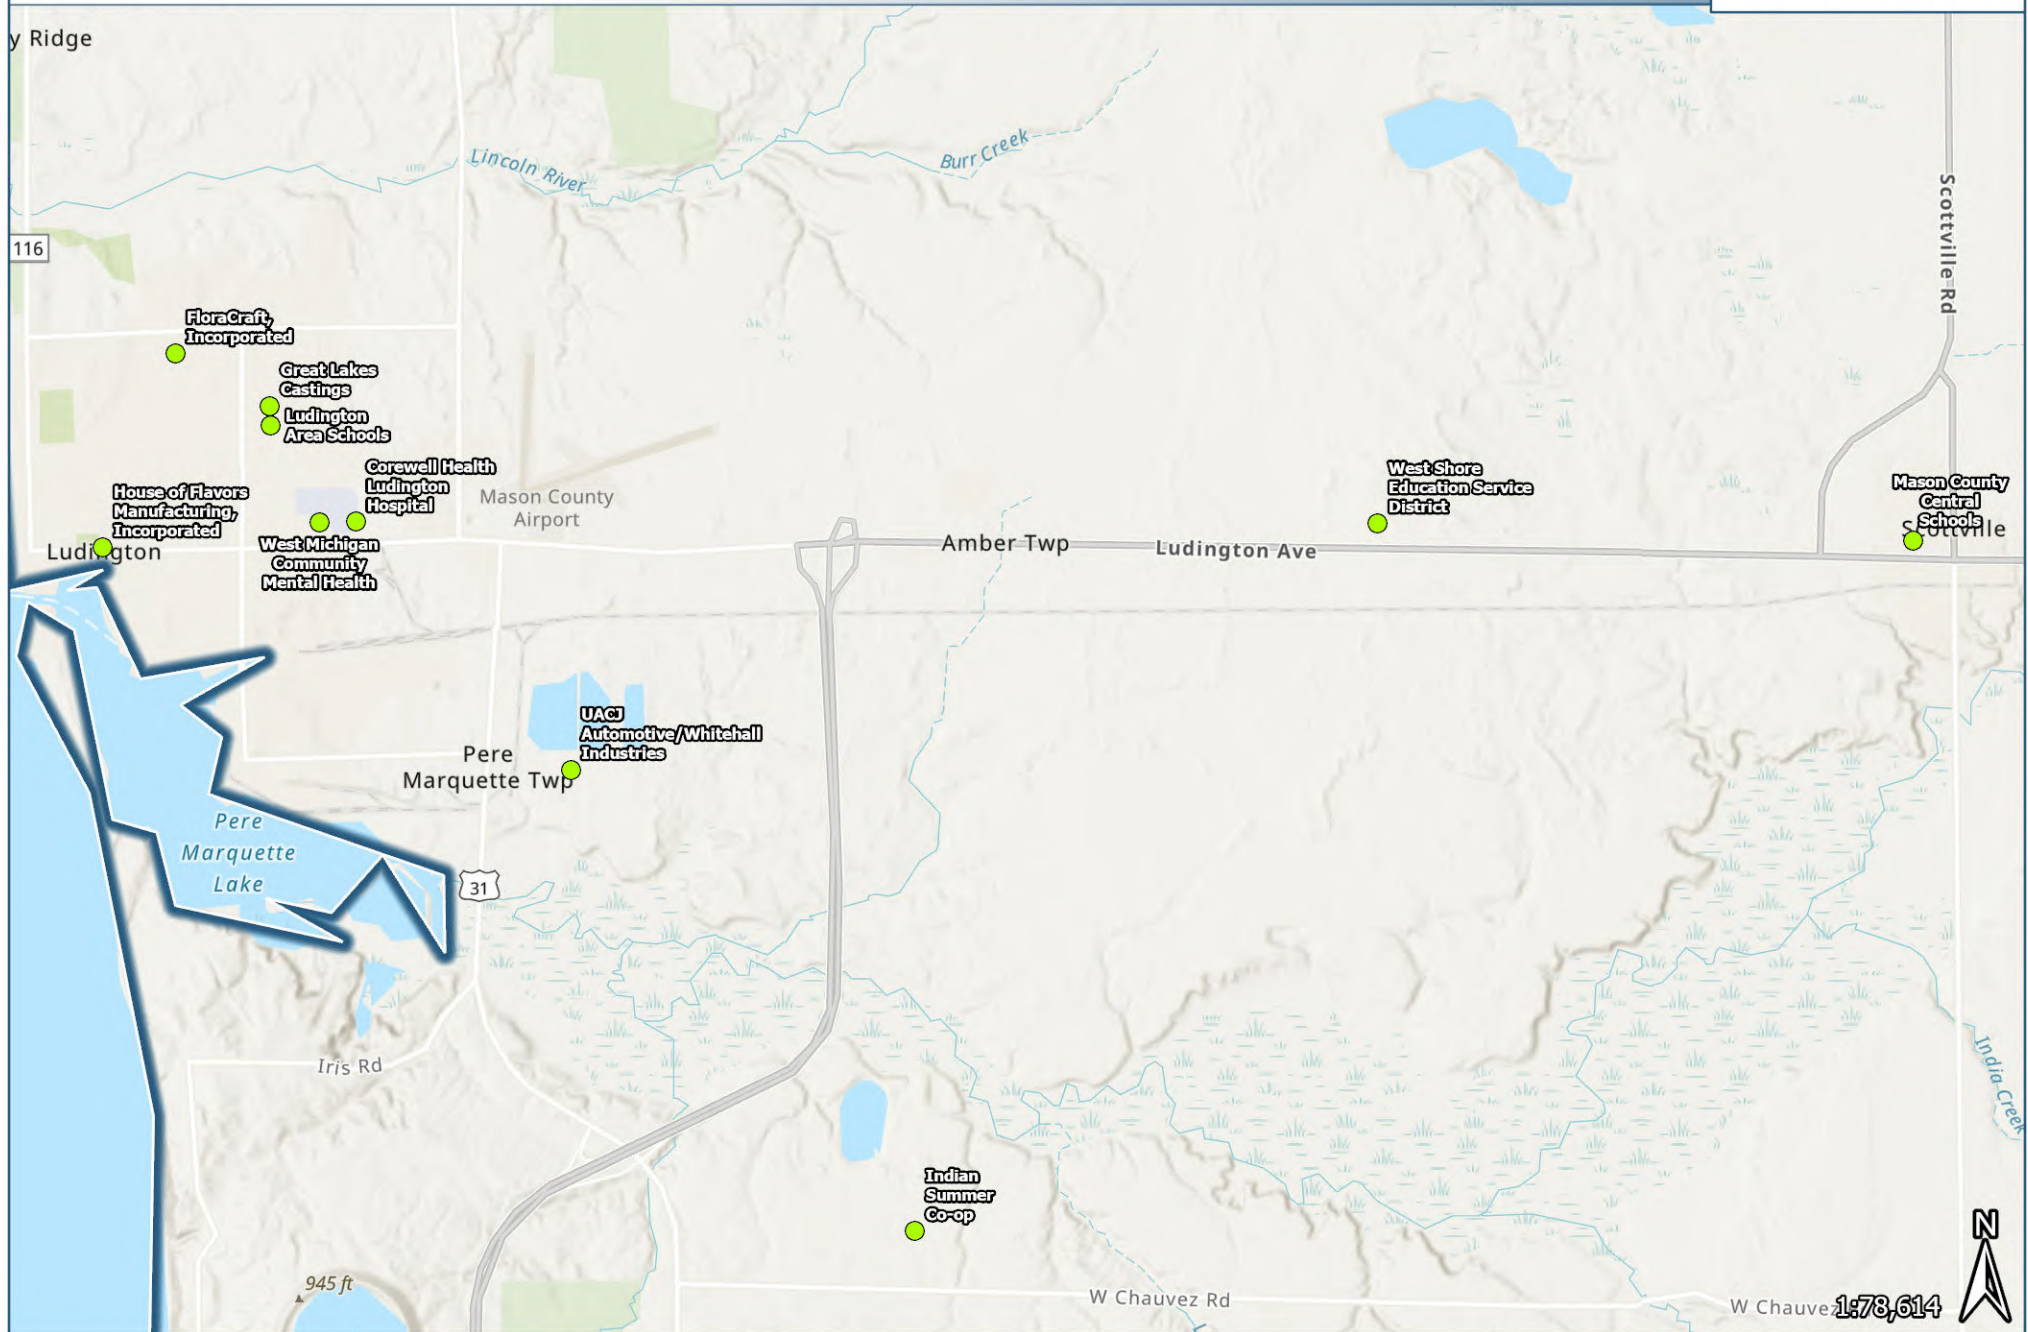 y Ridge
Lincoln River
Burr Creek
Scottville Rd
116
FloraCraft,
Incorporated
Great Lakes
Castings
Ludington
Area Schools
Corewell Health
Ludington
Hospital
House of Flavors
Manufacturing,
Incorporated
Ludington
West Michigan
Community
Mental Health
Mason County
Airport
Amber Twp
Ludington Ave
West Shore
Education Service
District
Mason County
Central
Schools
Scottville
UACJ
Automotive/Whitehall
Industries
Pere
Marquette Twp
Pere
Marquette
Lake
31
Iris Rd
India Creek
Indian
Summer
Co-op
945 ft
W Chauvez Rd
W Chauvez
1:78,614
N